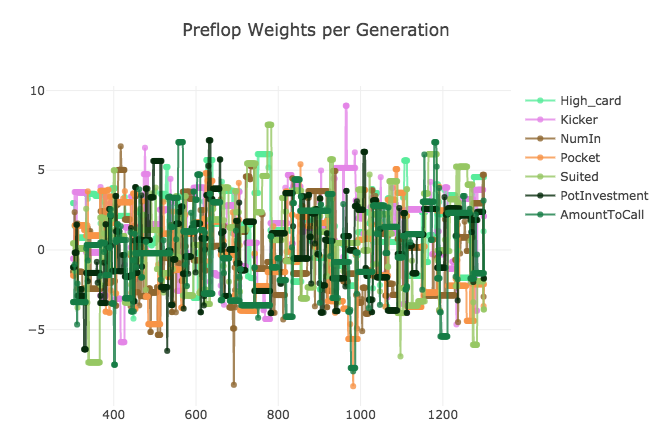 Preflop Weights per Generation
10
5
0
−5
400
600
800
1000
1200
High_card
Kicker
NumIn
Pocket
Suited
PotInvestment
AmountToCall